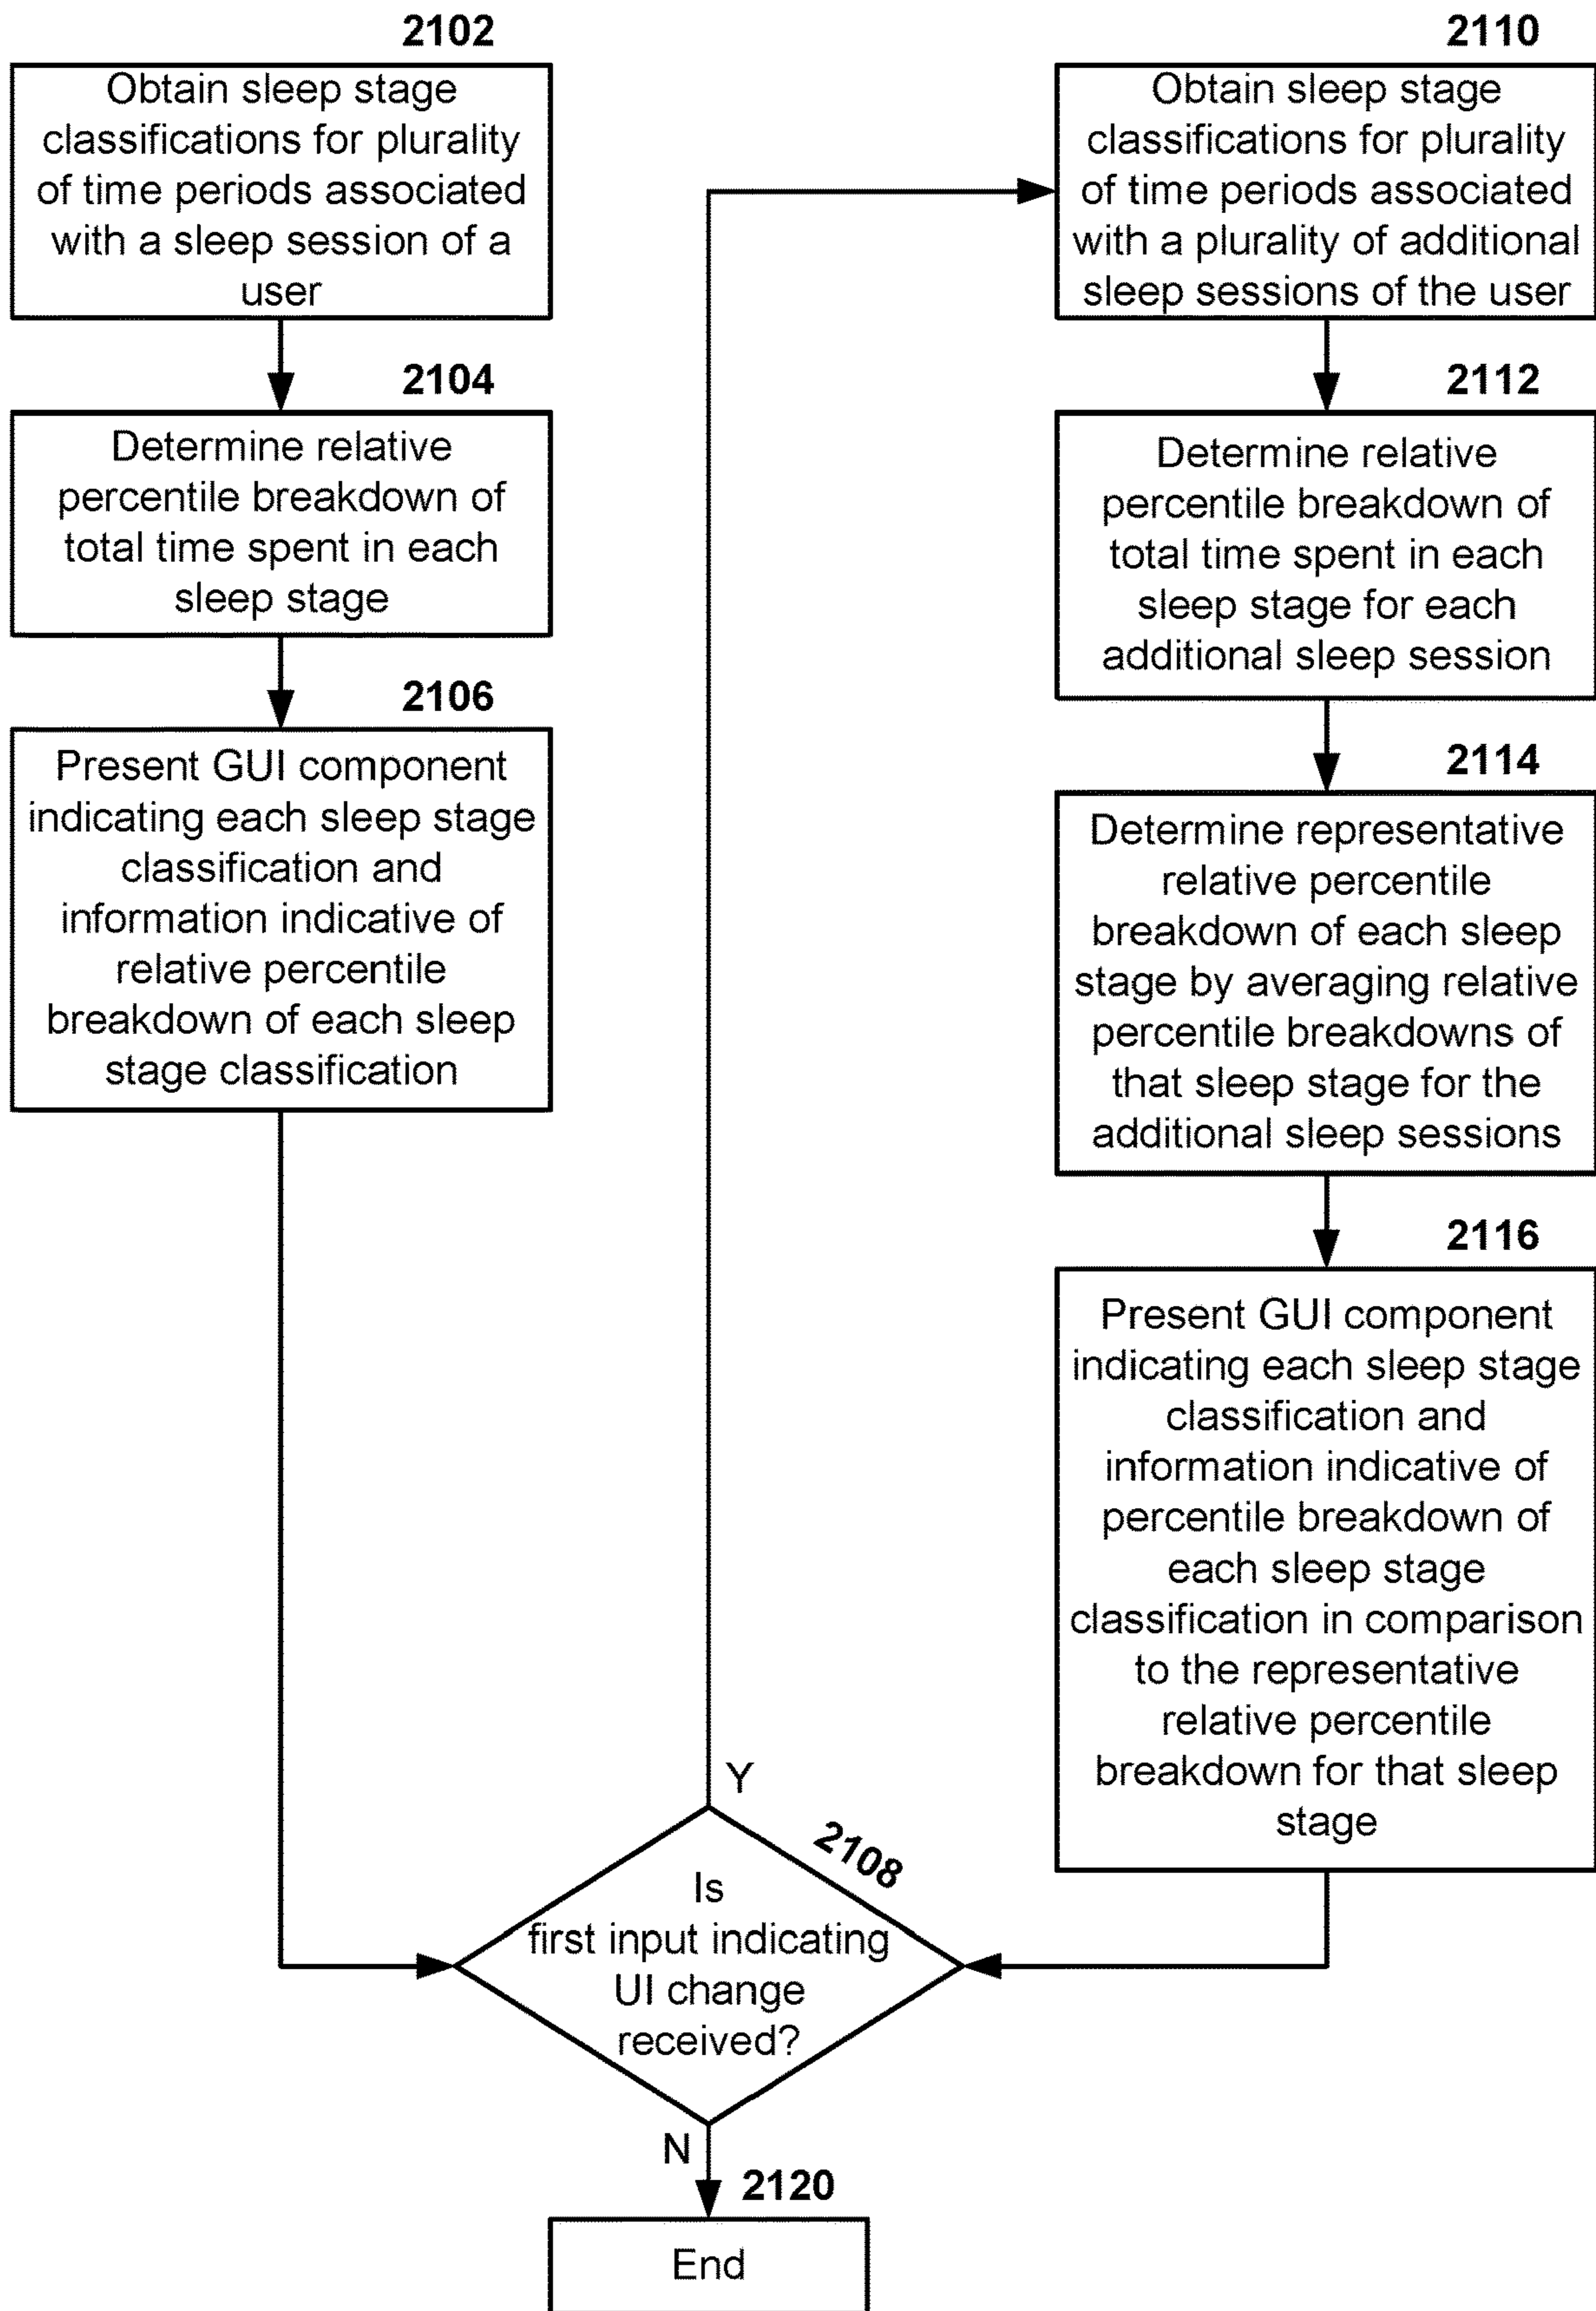 2102
Obtain sleep stage
classifications for plurality
of time periods associated
with a sleep session of a
user
2104
Determine relative
percentile breakdown of
total time spent in each
sleep stage
2106
Present GUI component
indicating each sleep stage
classification and
information indicative of
relative percentile
breakdown of each sleep
stage classification
2108
Is
first input indicating
UI change
received?
Y
N
2110
Obtain sleep stage
classifications for plurality
of time periods associated
with a plurality of additional
sleep sessions of the user
2112
Determine relative
percentile breakdown of
total time spent in each
sleep stage for each
additional sleep session
2114
Determine representative
relative percentile
breakdown of each sleep
stage by averaging relative
percentile breakdowns of
that sleep stage for the
additional sleep sessions
2116
Present GUI component
indicating each sleep stage
classification and
information indicative of
percentile breakdown of
each sleep stage
classification in comparison
to the representative
relative percentile
breakdown for that sleep
stage
2120
End